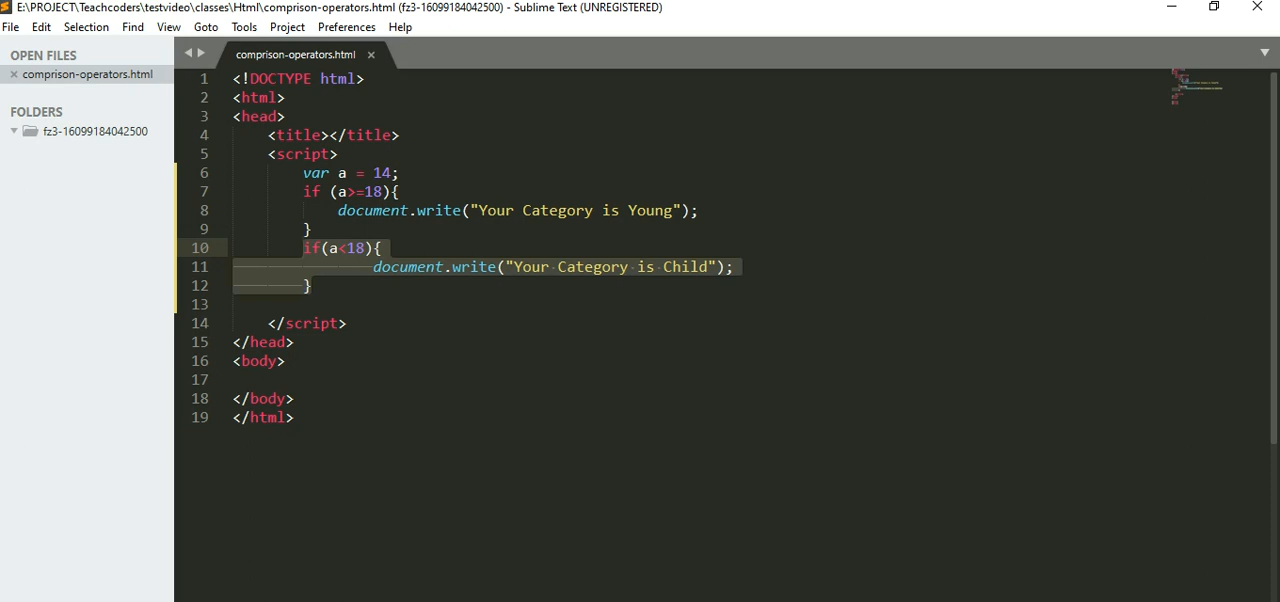 E:\PROJECT\Teachcoders\testvideo\classes\Html\comprison-operators.html (fz3-16099184042500) - Sublime Text (UNREGISTERED)
File Edit Selection Find View Goto Tools Project Preferences Help
OPEN FILES
comprison-operators.html
FOLDERS
fz3-16099184042500
comprison-operators.html
1 <!DOCTYPE html>
2 <html>
3 <head>
4 <title></title>
5 <script>
6 var a = 14;
7 if (a>=18){
8 document.write("Your Category is Young");
9 }
10 if(a<18){
11 document.write("Your Category is Child");
12 }
13
14 </script>
15 </head>
16 <body>
17
18 </body>
19 </html>